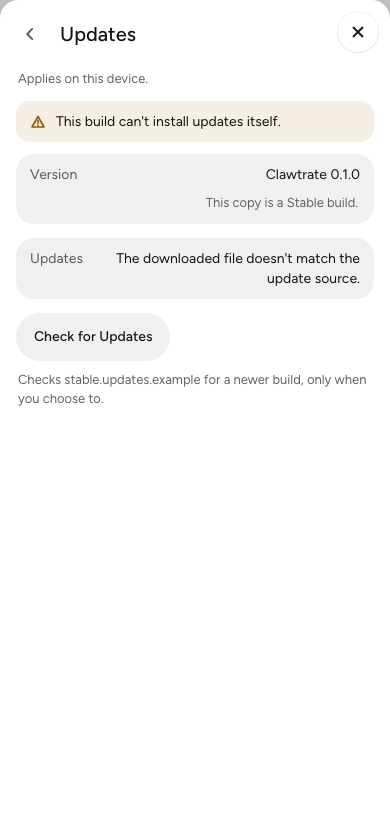 Updates
Applies on this device.
This build can't install updates itself.
Version
Clawtrate 0.1.0
This copy is a Stable build.
Updates
The downloaded file doesn't match the
update source.
Check for Updates
Checks stable.updates.example for a newer build, only when
you choose to.